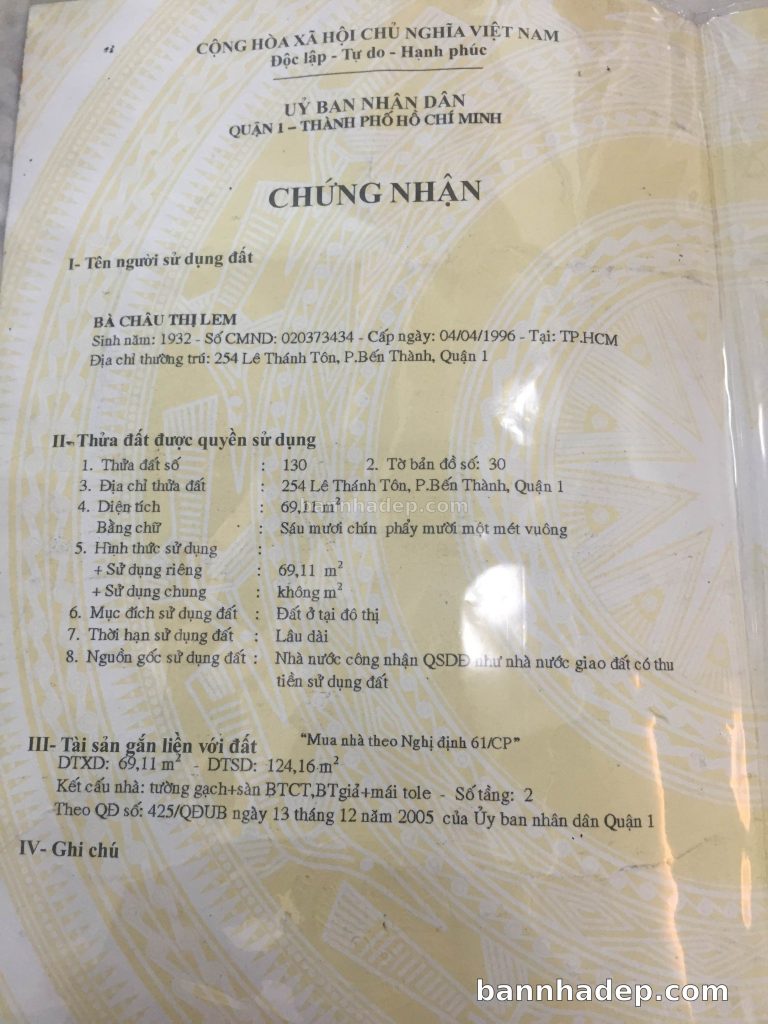 CỘNG HÒA XÃ HỘI CHỦ NGHĨA VIỆT NAM
Độc lập - Tự do - Hạnh phúc
UỶ BAN NHÂN DÂN
QUẬN 1 – THÀNH PHỐ HỒ CHÍ MINH
CHỨNG NHẬN
I- Tên người sử dụng đất
BÀ CHÂU THỊ LEM
Sinh năm: 1932 - Số CMND: 020373434 - Cấp ngày: 04/04/1996 - Tại: TP.HCM
Địa chỉ thường trú: 254 Lê Thánh Tôn, P.Bến Thành, Quận 1
II- Thửa đất được quyền sử dụng
1. Thửa đất số : 130 2. Tờ bản đồ số: 30
3. Địa chỉ thửa đất : 254 Lê Thánh Tôn, P.Bến Thành, Quận 1
4. Diện tích : 69,11 m²
bannhadep.com
Bằng chữ : Sáu mươi chín phẩy mười một mét vuông
5. Hình thức sử dụng :
+ Sử dụng riêng : 69,11 m²
+ Sử dụng chung : không m²
6. Mục đích sử dụng đất : Đất ở tại đô thị
7. Thời hạn sử dụng đất : Lâu dài
8. Nguồn gốc sử dụng đất : Nhà nước công nhận QSDĐ như nhà nước giao đất có thu
tiền sử dụng đất
III- Tài sản gắn liền với đất "Mua nhà theo Nghị định 61/CP"
DTXD: 69,11 m² - DTSD: 124,16 m²
Kết cấu nhà: tường gạch+sàn BTCT,BTgiả+mái tole - Số tầng: 2
Theo QĐ số: 425/QĐUB ngày 13 tháng 12 năm 2005 của Ủy ban nhân dân Quận 1
IV- Ghi chú
bannhadep.com